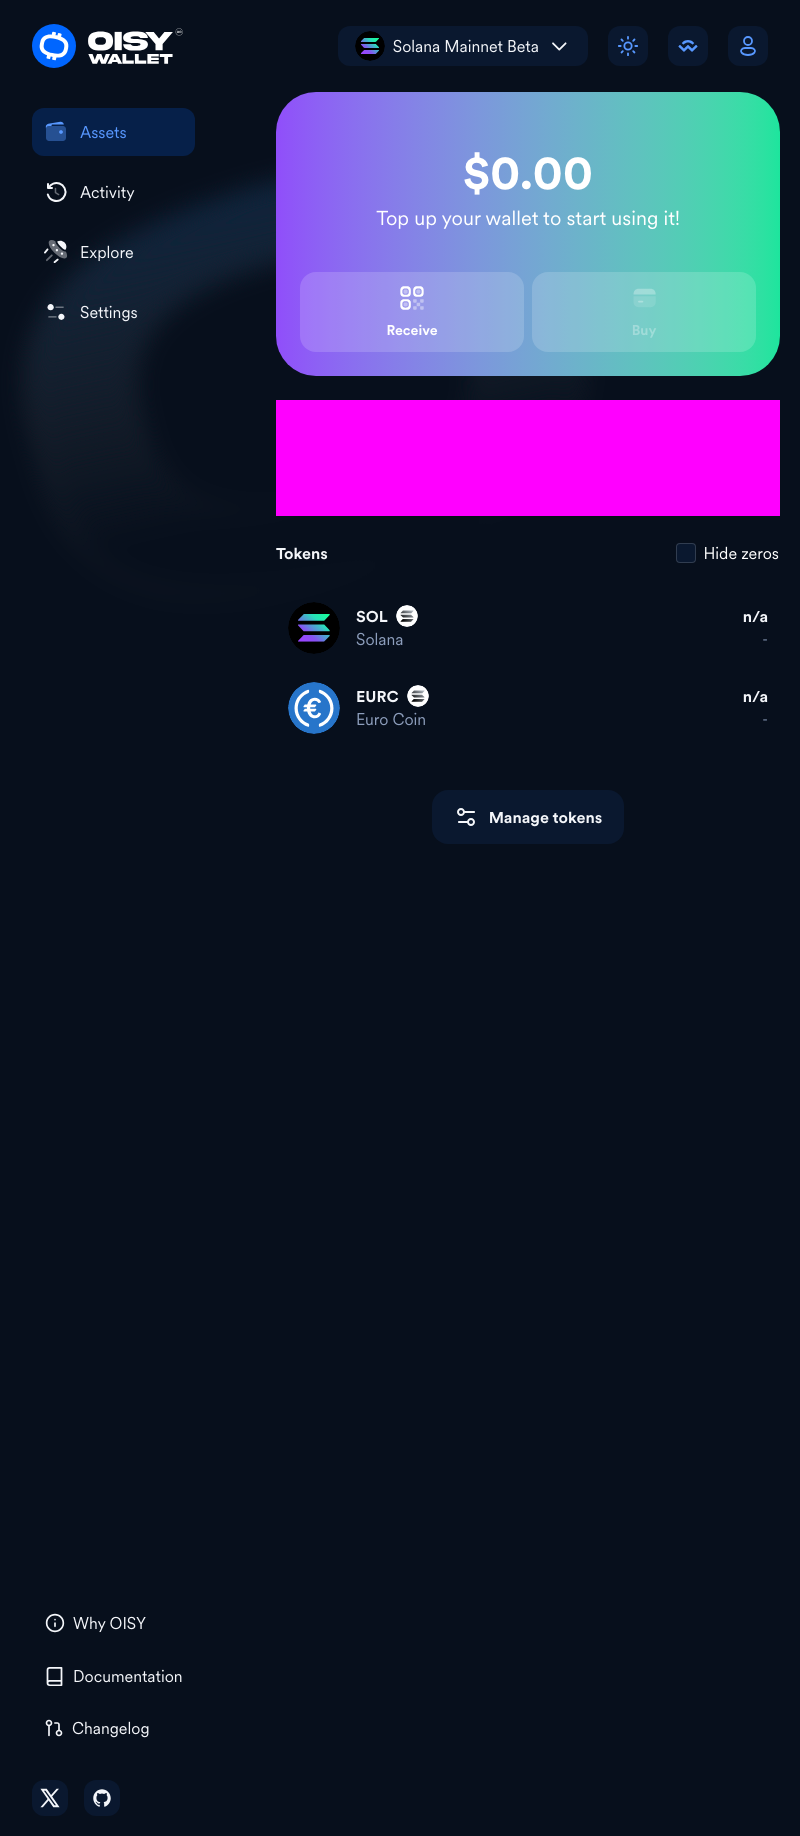 OISY
WALLET
Solana Mainnet Beta
Assets
Activity
Explore
Settings
$0.00
Top up your wallet to start using it!
Receive
Buy
Tokens
Hide zeros
SOL
n/a
Solana
-
EURC
n/a
Euro Coin
-
Manage tokens
Why OISY
Documentation
Changelog